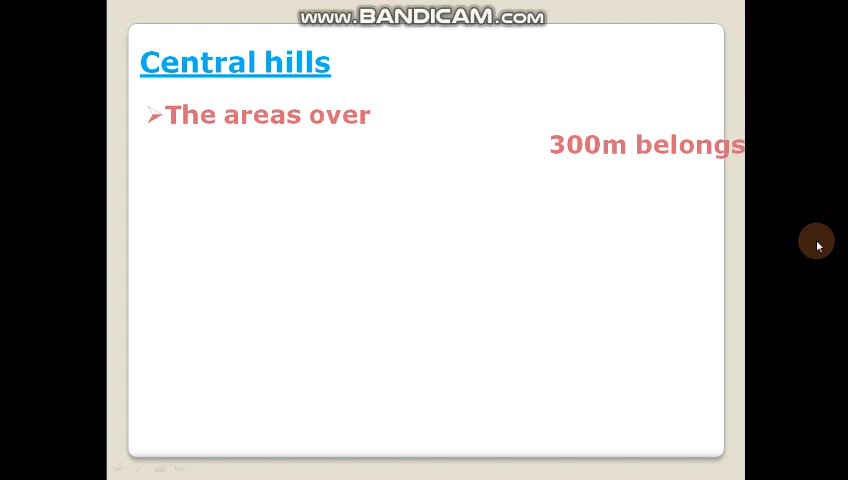 WWW.BANDICAM.COM
Central hills
➢The areas over
300m belongs